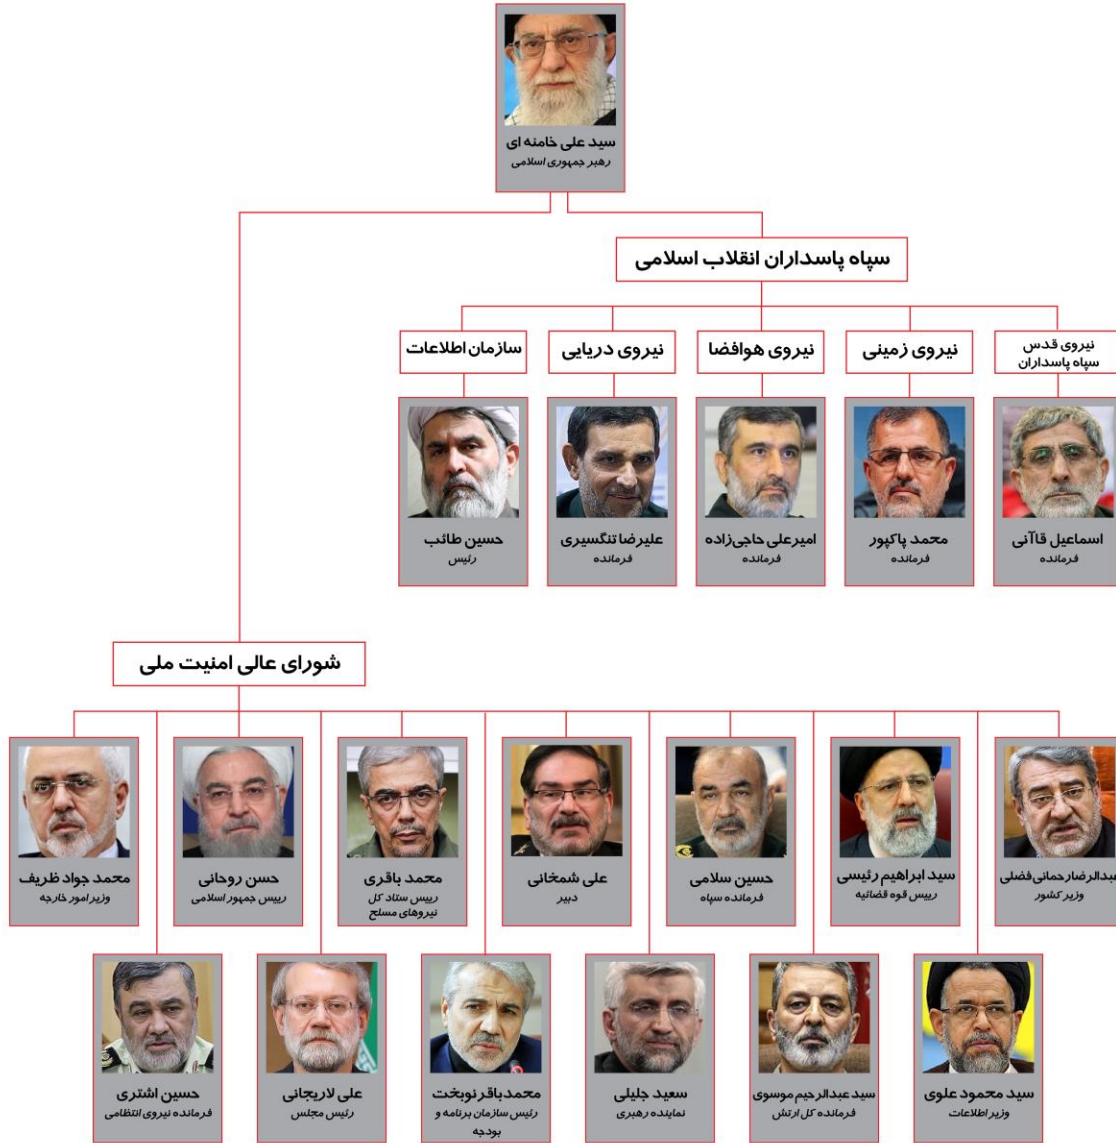 سید علی خامنه ای
رهبر جمهوری اسلامی
سپاه پاسداران انقلاب اسلامی
نیروی قدس
سپاه پاسداران
نیروی زمینی
نیروی هوافضا
نیروی دریایی
سازمان اطلاعات
اسماعیل قاآنی
فرمانده
محمد پاکپور
فرمانده
امیرعلی حاجی‌زاده
فرمانده
علیرضا تنگسیری
فرمانده
حسین طائب
رئیس
شورای عالی امنیت ملی
عبدالرضا رحمانی فضلی
وزیر کشور
سید ابراهیم رئیسی
رییس قوه قضائیه
حسین سلامی
فرمانده سپاه
علی شمخانی
دبیر
محمد باقری
رییس ستاد کل
نیروهای مسلح
حسن روحانی
رییس جمهور اسلامی
محمد جواد ظریف
وزیر امور خارجه
سید محمود علوی
وزیر اطلاعات
سید عبدالرحیم موسوی
فرمانده کل ارتش
سعید جلیلی
نماینده رهبری
محمدباقر نوبخت
رئیس سازمان برنامه و
بودجه
علی لاریجانی
رئیس مجلس
حسین اشتری
فرمانده نیروی انتظامی